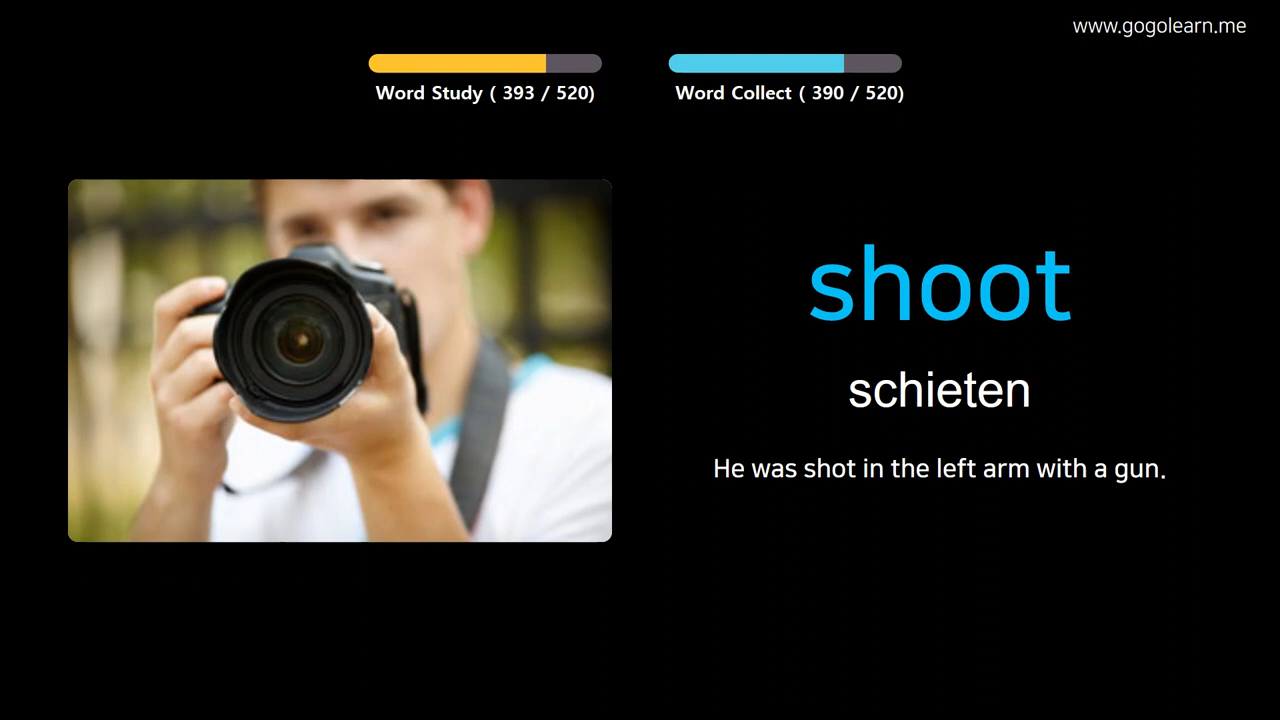 www.gogolearn.me
Word Study ( 393 / 520)
Word Collect ( 390 / 520)
shoot
schieten
He was shot in the left arm with a gun.